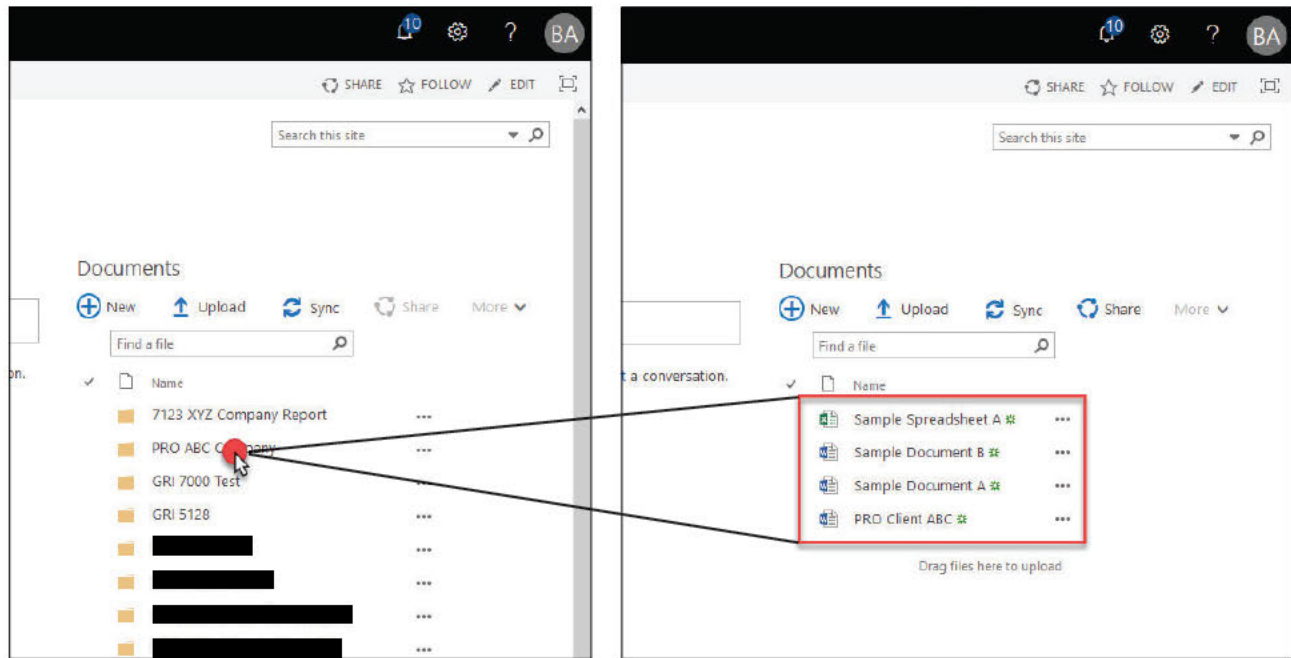 10 ? BA
SHARE FOLLOW EDIT
Search this site
Documents
New Upload Sync Share More
Find a file
on.
Name
7123 XYZ Company Report ...
PRO ABC Company ...
GRI 7000 Test ...
GRI 5128 ...
...
...
...
...
10 ? BA
SHARE FOLLOW EDIT
Search this site
Documents
New Upload Sync Share More
Find a file
t a conversation.
Name
Sample Spreadsheet A ...
Sample Document B ...
Sample Document A ...
PRO Client ABC ...
Drag files here to upload